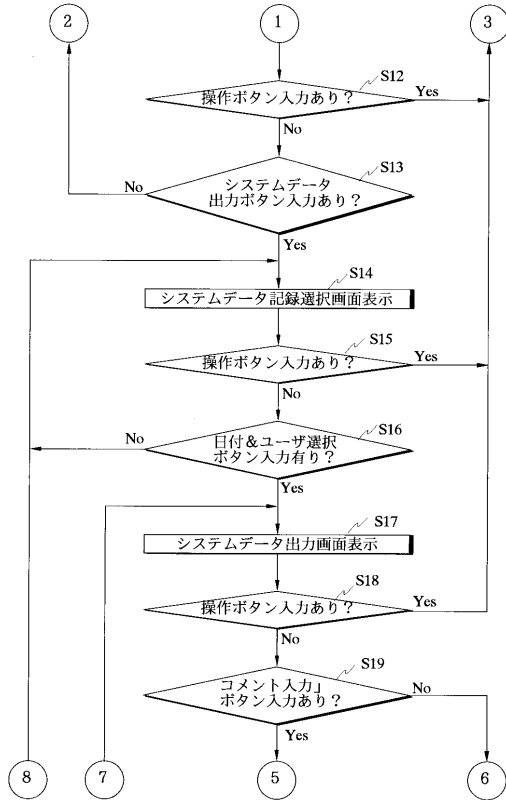 2
1
3
S12
操作ボタン入力あり?
Yes
No
S13
システムデータ
出力ボタン入力あり?
No
Yes
S14
システムデータ記録選択画面表示
S15
操作ボタン入力あり?
Yes
No
S16
日付&ユーザ選択
ボタン入力有り?
No
Yes
S17
システムデータ出力画面表示
S18
操作ボタン入力あり?
Yes
No
S19
コメント入力」
ボタン入力あり?
No
Yes
8
7
5
6